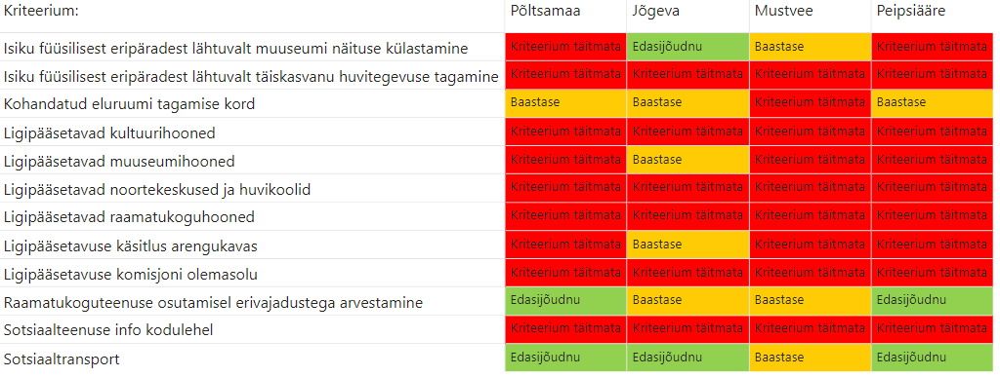 Kriteerium: Põltsamaa Jõgeva Mustvee Peipsiääre
Isiku füüsilisest eripäradest lähtuvalt muuseumi näituse külastamine Kriteerium täitmata Edasijõudnu Baastase Kriteerium täitmata
Isiku füüsilisest eripäradest lähtuvalt täiskasvanu huvitegevuse tagamine Kriteerium täitmata Kriteerium täitmata Kriteerium täitmata Kriteerium täitmata
Kohandatud eluruumi tagamise kord Baastase Baastase Kriteerium täitmata Baastase
Ligipääsetavad kultuurihooned Kriteerium täitmata Kriteerium täitmata Kriteerium täitmata Kriteerium täitmata
Ligipääsetavad muuseumihooned Kriteerium täitmata Baastase Kriteerium täitmata Kriteerium täitmata
Ligipääsetavad noortekeskused ja huvikoolid Kriteerium täitmata Kriteerium täitmata Kriteerium täitmata Kriteerium täitmata
Ligipääsetavad raamatukoguhooned Kriteerium täitmata Kriteerium täitmata Kriteerium täitmata Kriteerium täitmata
Ligipääsetavuse käsitlus arengukavas Kriteerium täitmata Baastase Kriteerium täitmata Kriteerium täitmata
Ligipääsetavuse komisjoni olemasolu Kriteerium täitmata Kriteerium täitmata Kriteerium täitmata Kriteerium täitmata
Raamatukoguteenuse osutamisel erivajadustega arvestamine Edasijõudnu Baastase Baastase Edasijõudnu
Sotsiaalteenuse info kodulehel Kriteerium täitmata Kriteerium täitmata Kriteerium täitmata Kriteerium täitmata
Sotsiaaltransport Edasijõudnu Edasijõudnu Baastase Edasijõudnu